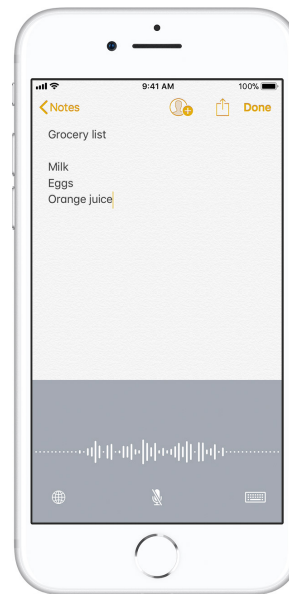 9:41 AM 100%
Notes Done
Grocery list
Milk
Eggs
Orange juice